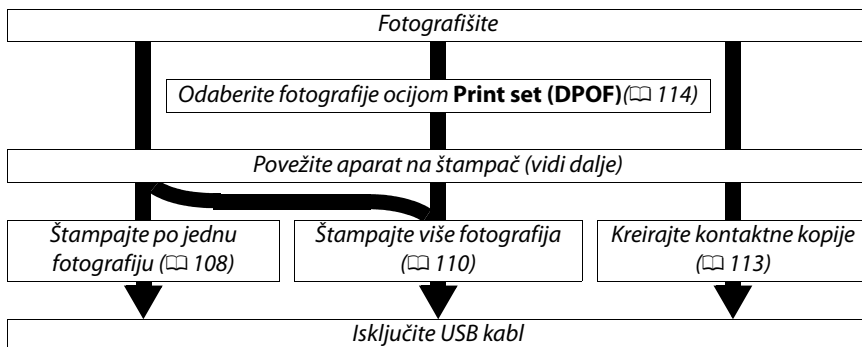 Fotografišite
Odaberite fotografije ocijom Print set (DPOF)(🕮 114)
Povežite aparat na štampač (vidi dalje)
Štampajte po jednu
fotografiju (🕮 108)
Štampajte više fotografija
(🕮 110)
Kreirajte kontaktne kopije
(🕮 113)
Isključite USB kabl